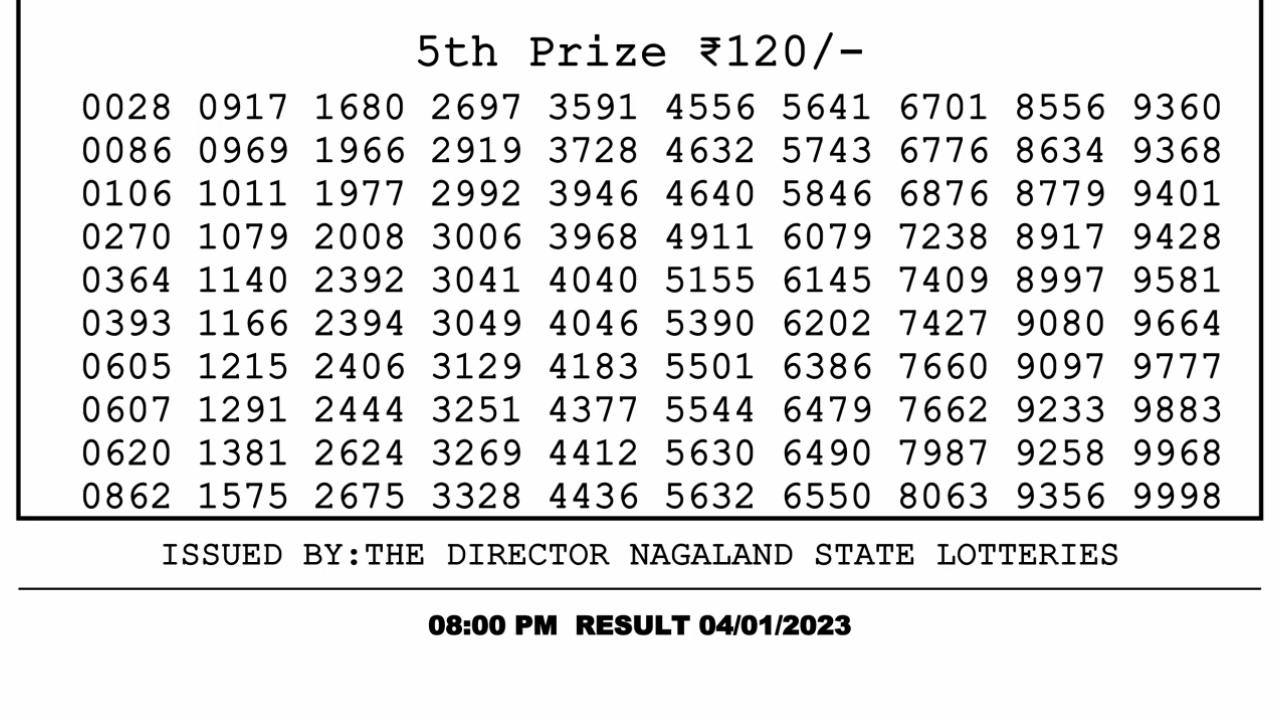 5th Prize ₹120/-
0028 0917 1680 2697 3591 4556 5641 6701 8556 9360
0086 0969 1966 2919 3728 4632 5743 6776 8634 9368
0106 1011 1977 2992 3946 4640 5846 6876 8779 9401
0270 1079 2008 3006 3968 4911 6079 7238 8917 9428
0364 1140 2392 3041 4040 5155 6145 7409 8997 9581
0393 1166 2394 3049 4046 5390 6202 7427 9080 9664
0605 1215 2406 3129 4183 5501 6386 7660 9097 9777
0607 1291 2444 3251 4377 5544 6479 7662 9233 9883
0620 1381 2624 3269 4412 5630 6490 7987 9258 9968
0862 1575 2675 3328 4436 5632 6550 8063 9356 9998
ISSUED BY:THE DIRECTOR NAGALAND STATE LOTTERIES
08:00 PM RESULT 04/01/2023